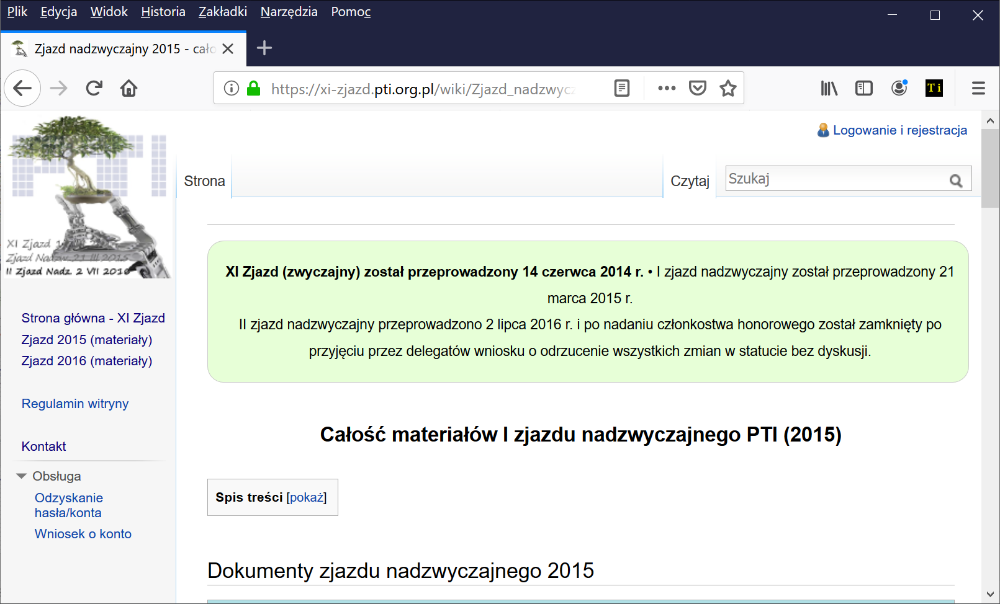 Plik Edycja Widok Historia Zakładki Narzędzia Pomoc
Zjazd nadzwyczajny 2015 - cało
https://xi-zjazd.pti.org.pl/wiki/Zjazd_nadzwycz
Ti
Logowanie i rejestracja
Strona
Czytaj
Szukaj
XI Zjazd
Zjazd Nadzw. 21 III 2015
II Zjazd Nadz. 2 VII 2016
Strona główna - XI Zjazd
Zjazd 2015 (materiały)
Zjazd 2016 (materiały)
Regulamin witryny
Kontakt
Obsługa
Odzyskanie
hasła/konta
Wniosek o konto
XI Zjazd (zwyczajny) został przeprowadzony 14 czerwca 2014 r. • I zjazd nadzwyczajny został przeprowadzony 21
marca 2015 r.
II zjazd nadzwyczajny przeprowadzono 2 lipca 2016 r. i po nadaniu członkostwa honorowego został zamknięty po
przyjęciu przez delegatów wniosku o odrzucenie wszystkich zmian w statucie bez dyskusji.
Całość materiałów I zjazdu nadzwyczajnego PTI (2015)
Spis treści [pokaż]
Dokumenty zjazdu nadzwyczajnego 2015